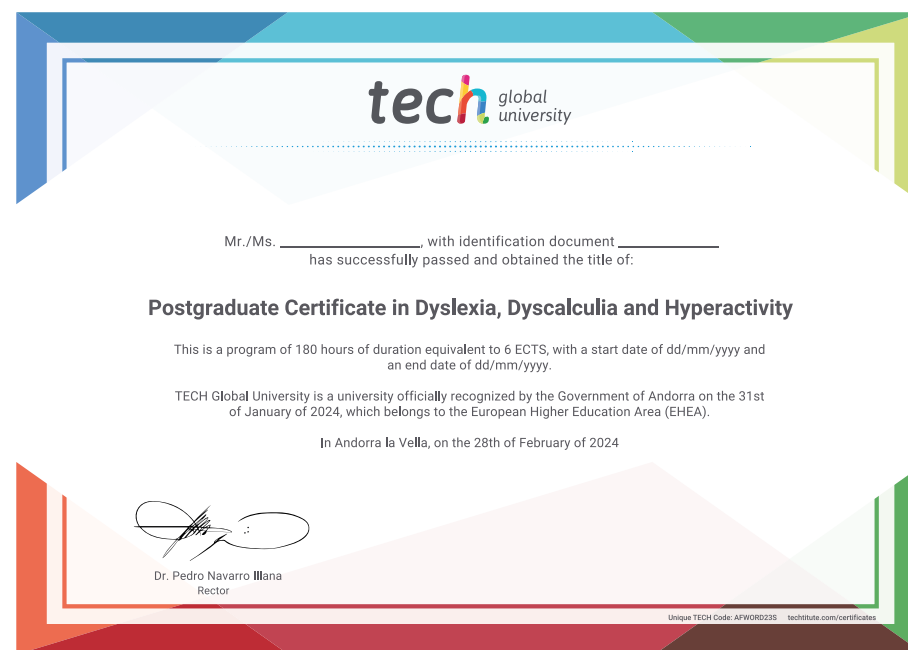 tech global university
Mr./Ms. ____________________, with identification document ______________
has successfully passed and obtained the title of:
Postgraduate Certificate in Dyslexia, Dyscalculia and Hyperactivity
This is a program of 180 hours of duration equivalent to 6 ECTS, with a start date of dd/mm/yyyy and
an end date of dd/mm/yyyy.
TECH Global University is a university officially recognized by the Government of Andorra on the 31st
of January of 2024, which belongs to the European Higher Education Area (EHEA).
In Andorra la Vella, on the 28th of February of 2024
Dr. Pedro Navarro Illana
Rector
Unique TECH Code: AFWORD23S techtitute.com/certificates